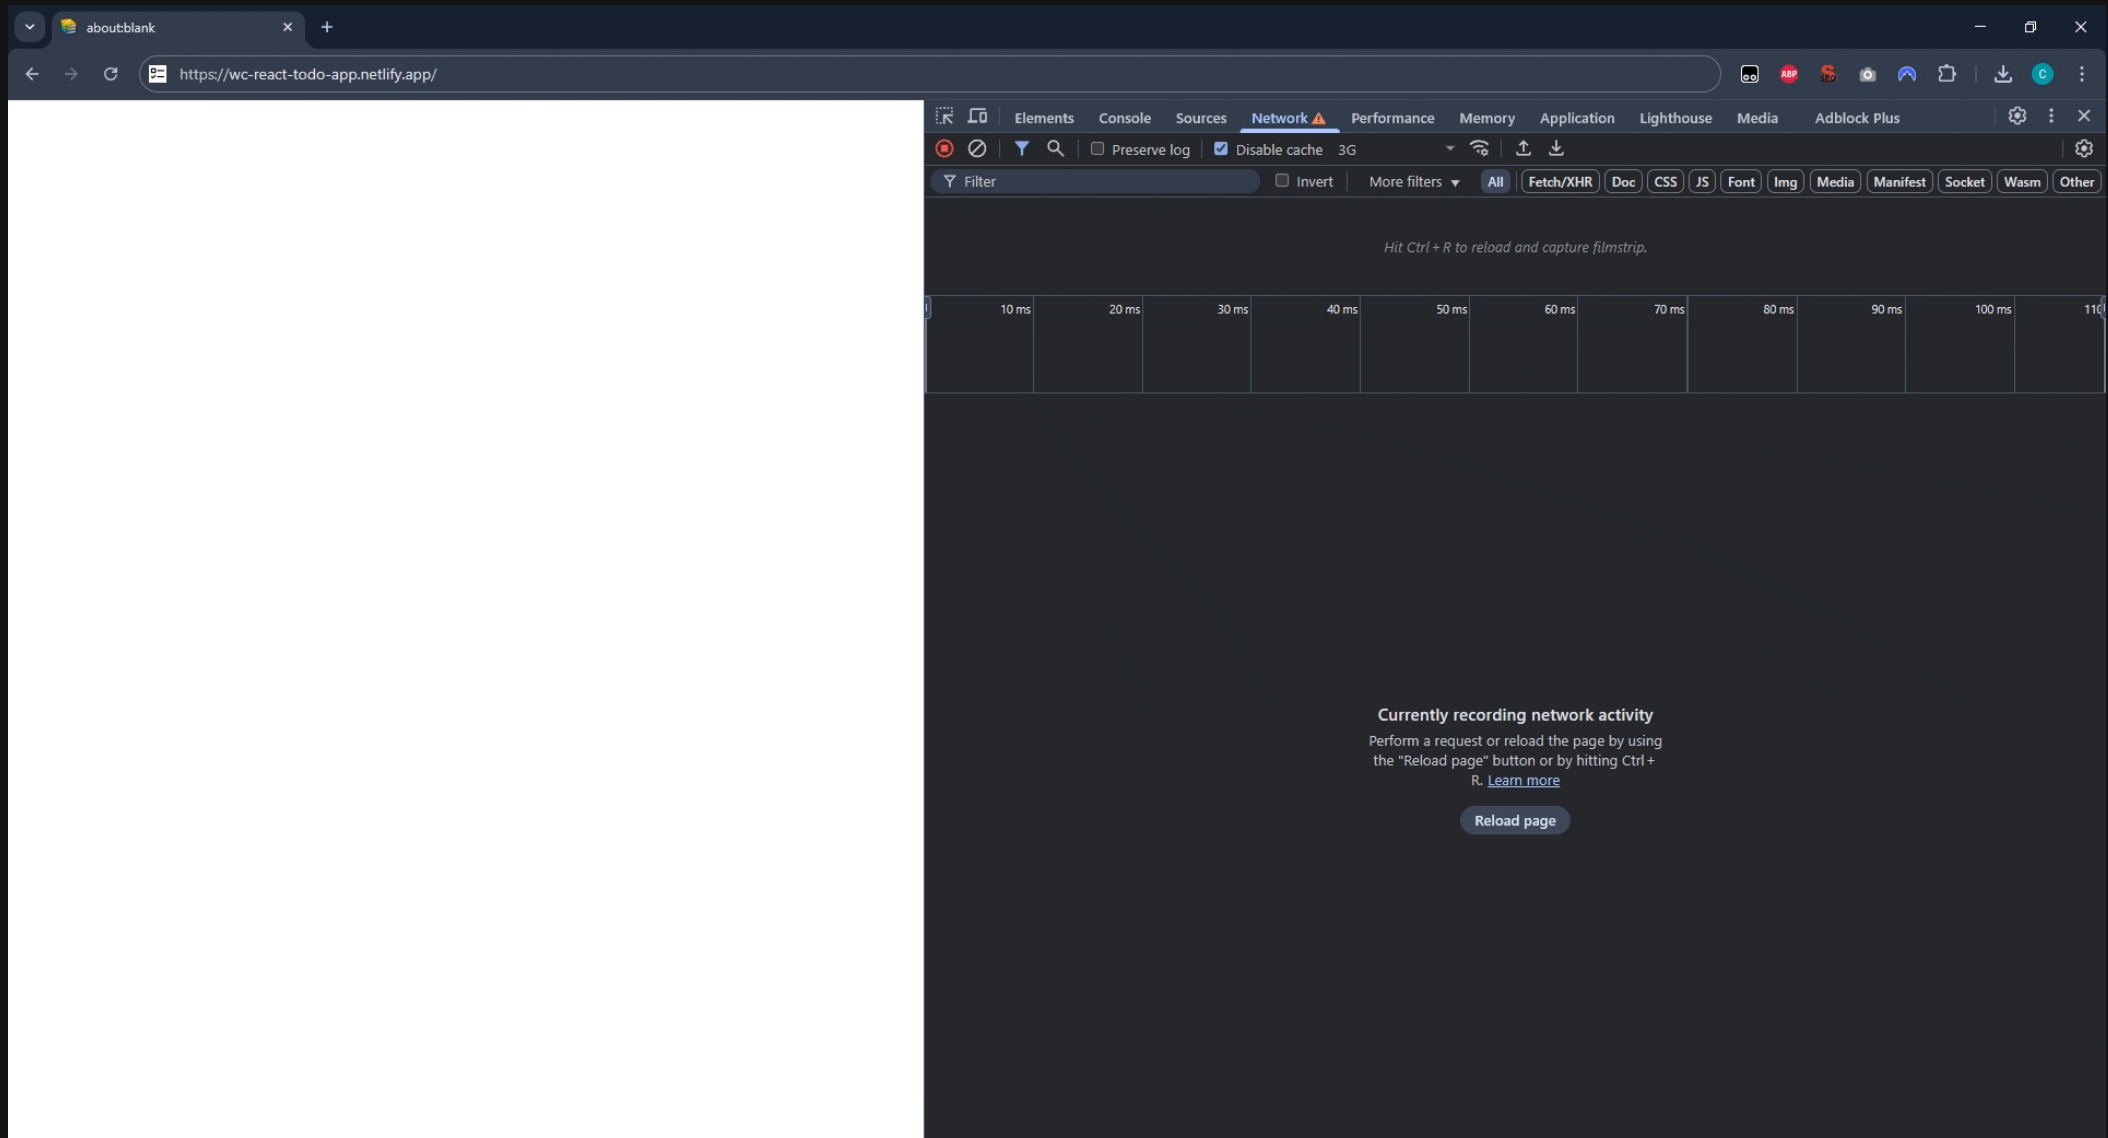 about:blank
https://wc-react-todo-app.netlify.app/
ABP
SEO
C
Elements Console Sources Network Performance Memory Application Lighthouse Media Adblock Plus
Preserve log Disable cache 3G
Filter Invert More filters All Fetch/XHR Doc CSS JS Font Img Media Manifest Socket Wasm Other
Hit Ctrl + R to reload and capture filmstrip.
10 ms 20 ms 30 ms 40 ms 50 ms 60 ms 70 ms 80 ms 90 ms 100 ms 110
Currently recording network activity
Perform a request or reload the page by using
the "Reload page" button or by hitting Ctrl +
R. Learn more
Reload page